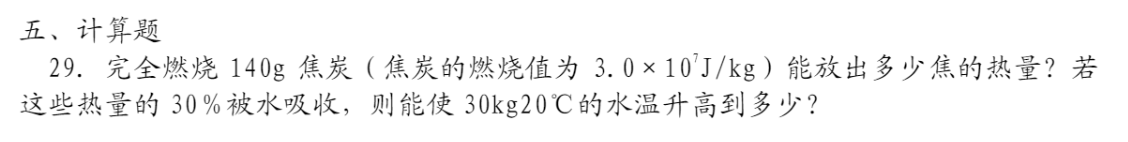 五、计算题
29. 完全燃烧 140g 焦炭（焦炭的燃烧值为 3.0×10⁷J/kg）能放出多少焦的热量？若
这些热量的 30%被水吸收，则能使 30kg20℃的水温升高到多少？